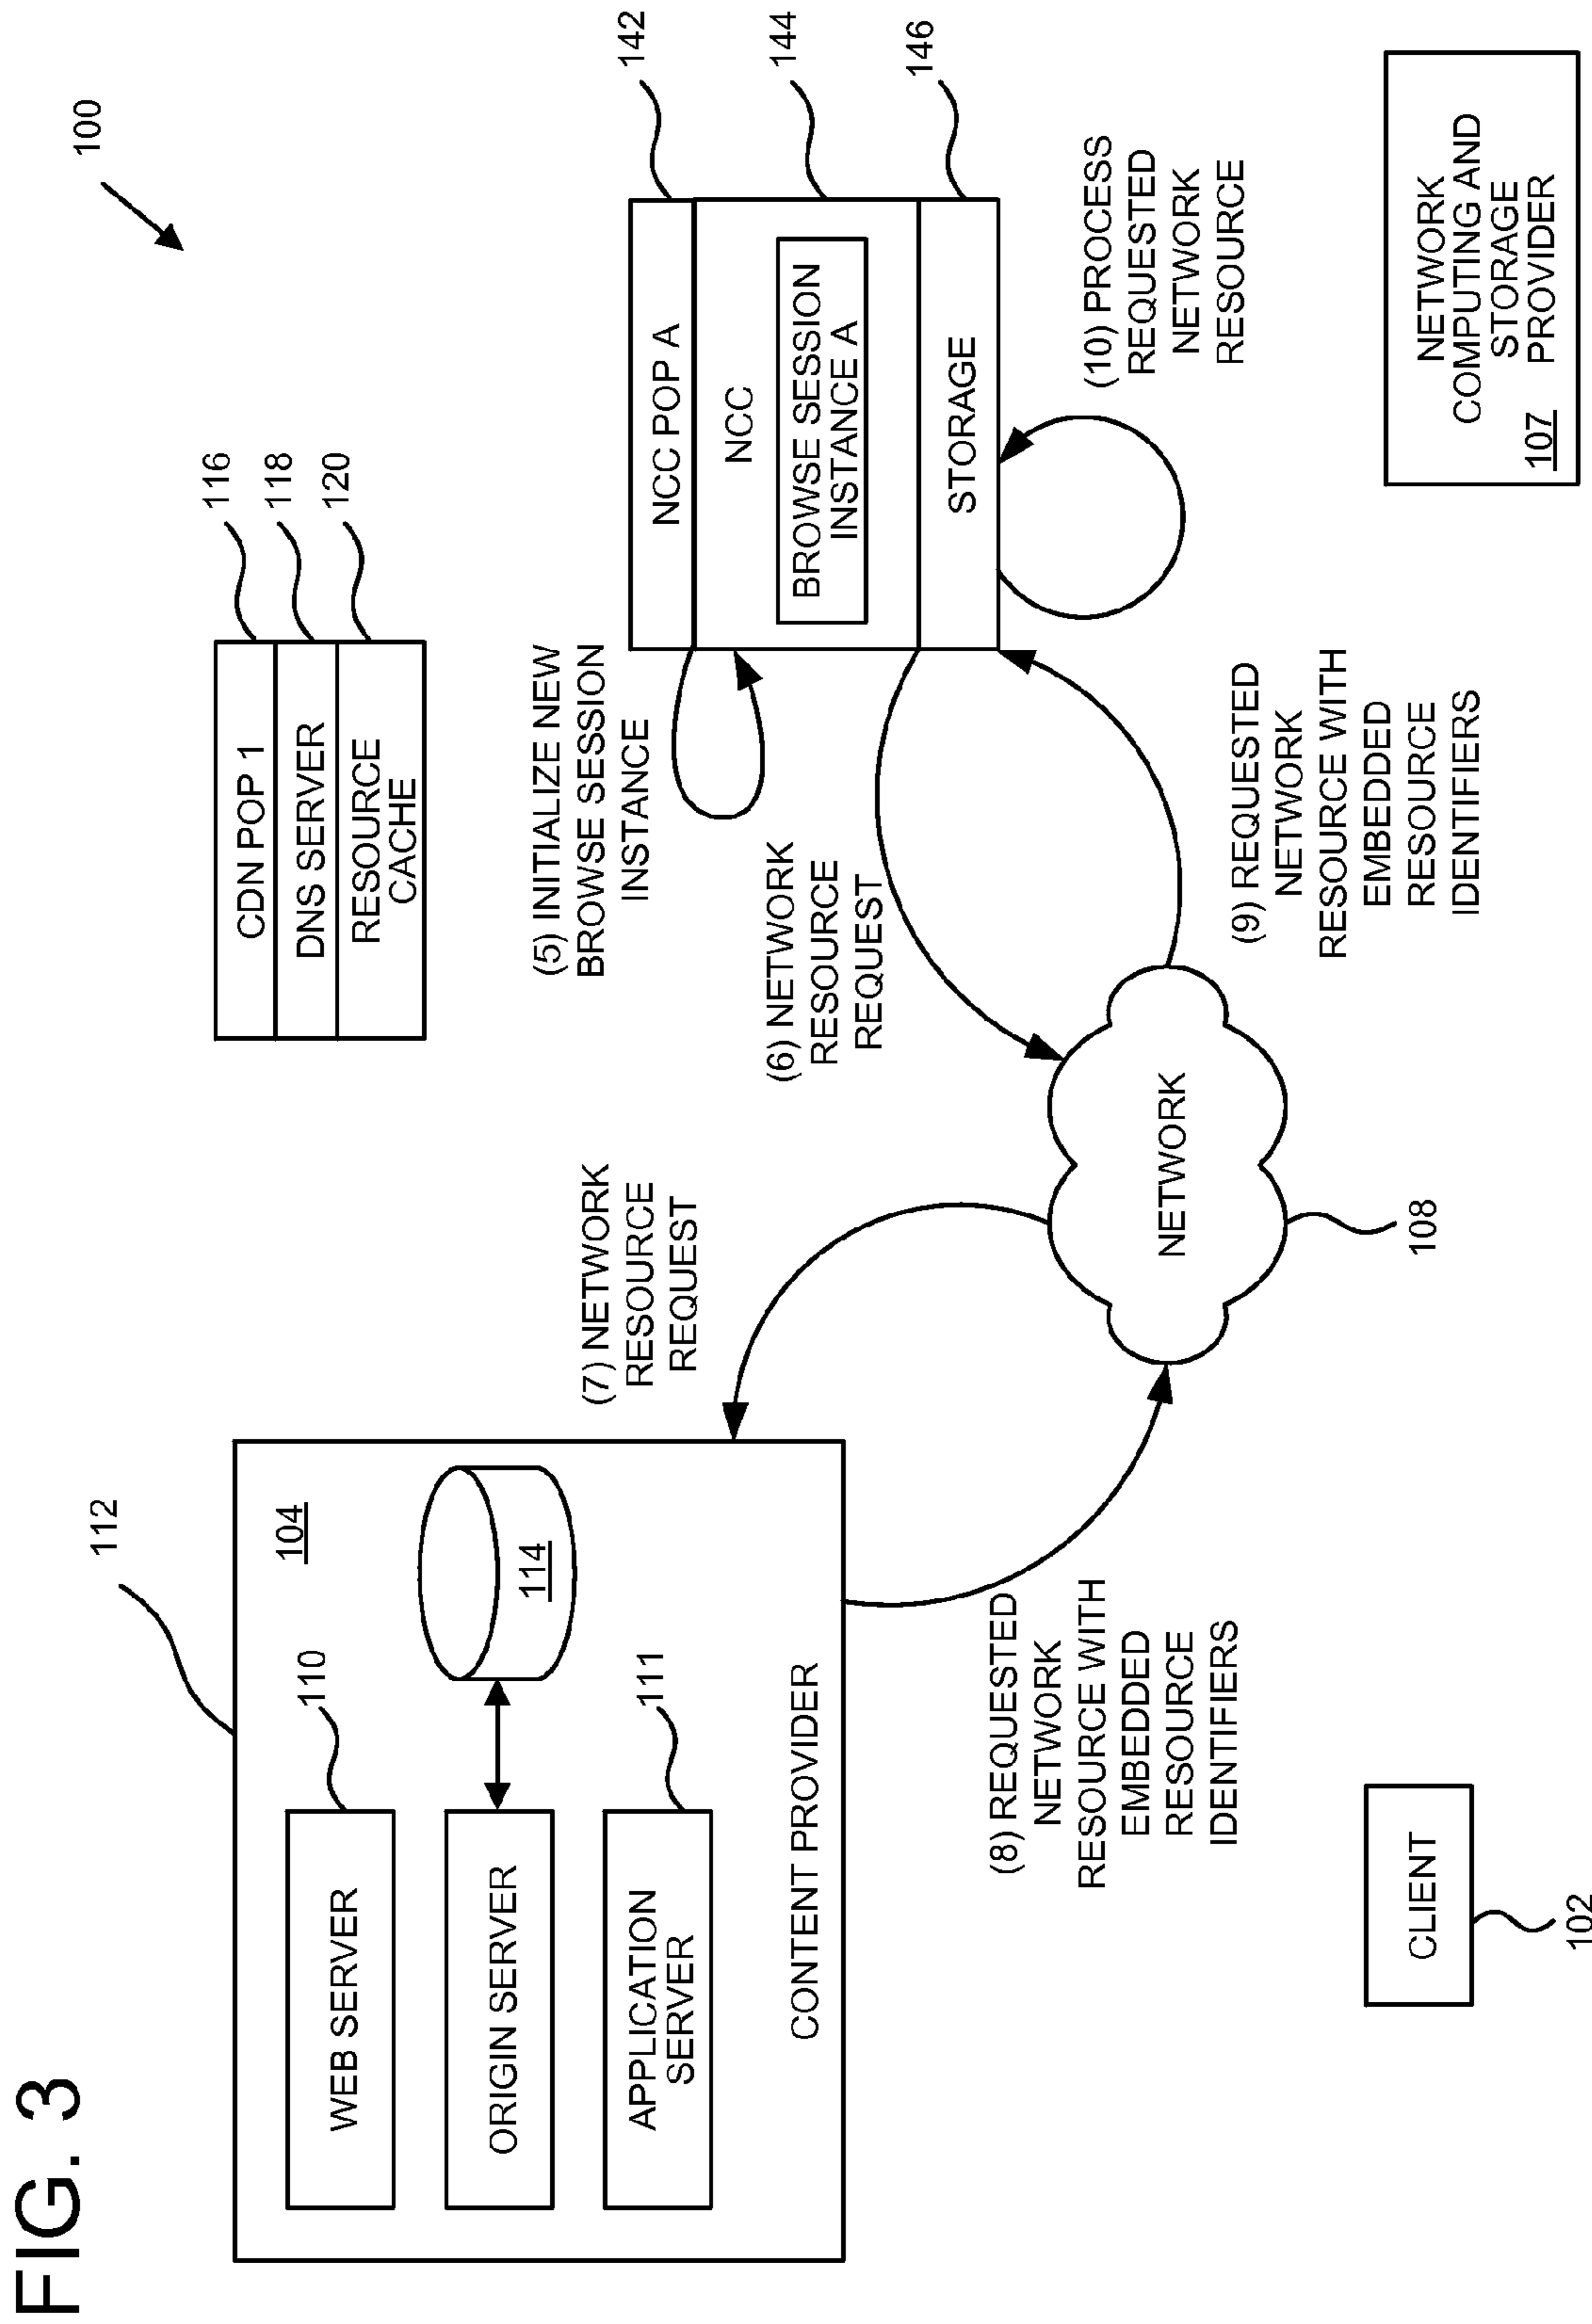 FIG. 3
100
112
104
110
WEB SERVER
ORIGIN SERVER
114
111
APPLICATION
SERVER
CONTENT PROVIDER
116
118
120
CDN POP 1
DNS SERVER
RESOURCE
CACHE
142
144
146
NCC POP A
NCC
BROWSE SESSION
INSTANCE A
STORAGE
(5) INITIALIZE NEW
BROWSE SESSION
INSTANCE
(6) NETWORK
RESOURCE
REQUEST
(7) NETWORK
RESOURCE
REQUEST
(8) REQUESTED
NETWORK
RESOURCE WITH
EMBEDDED
RESOURCE
IDENTIFIERS
(9) REQUESTED
NETWORK
RESOURCE WITH
EMBEDDED
RESOURCE
IDENTIFIERS
(10) PROCESS
REQUESTED
NETWORK
RESOURCE
NETWORK
108
CLIENT
102
NETWORK
COMPUTING AND
STORAGE
PROVIDER
107